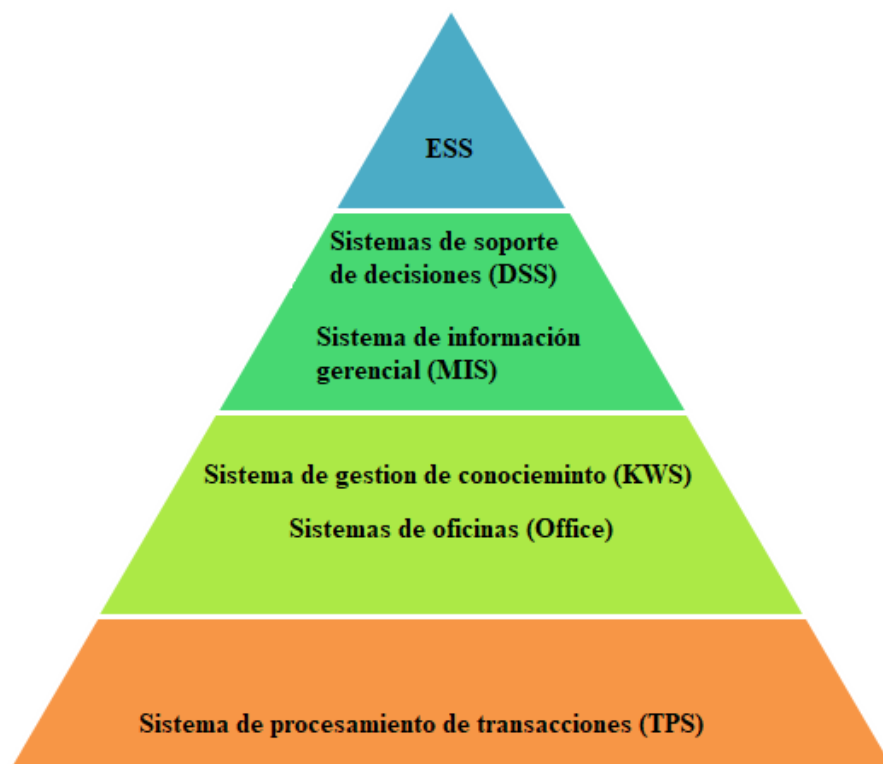 ESS
Sistemas de soporte
de decisiones (DSS)
Sistema de información
gerencial (MIS)
Sistema de gestion de conocieminto (KWS)
Sistemas de oficinas (Office)
Sistema de procesamiento de transacciones (TPS)